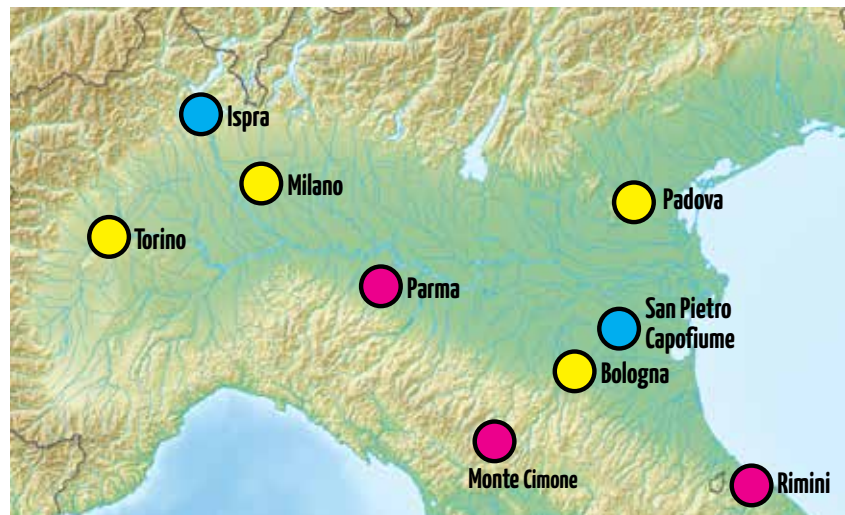 Ispra
Milano
Padova
Torino
Parma
San Pietro
Capofiume
Bologna
Monte Cimone
Rimini